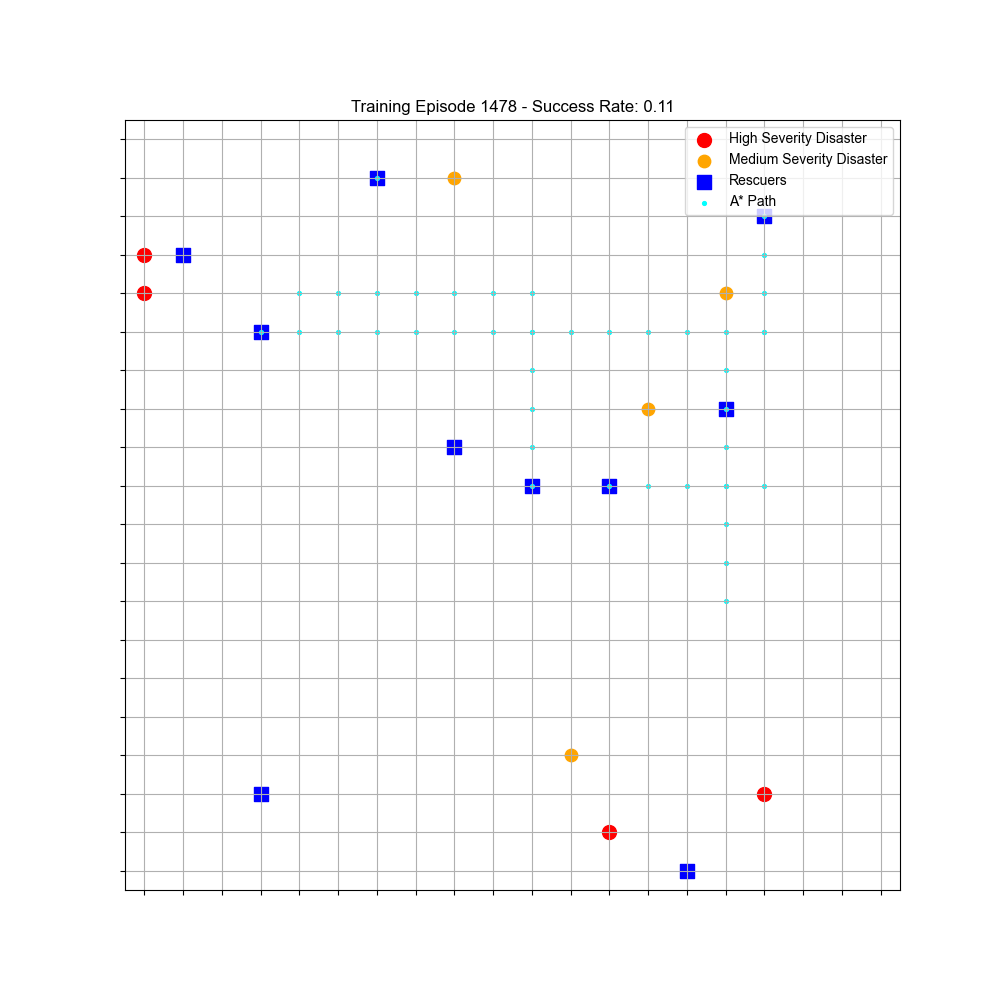 Training Episode 1478 - Success Rate: 0.11
High Severity Disaster
Medium Severity Disaster
Rescuers
A* Path